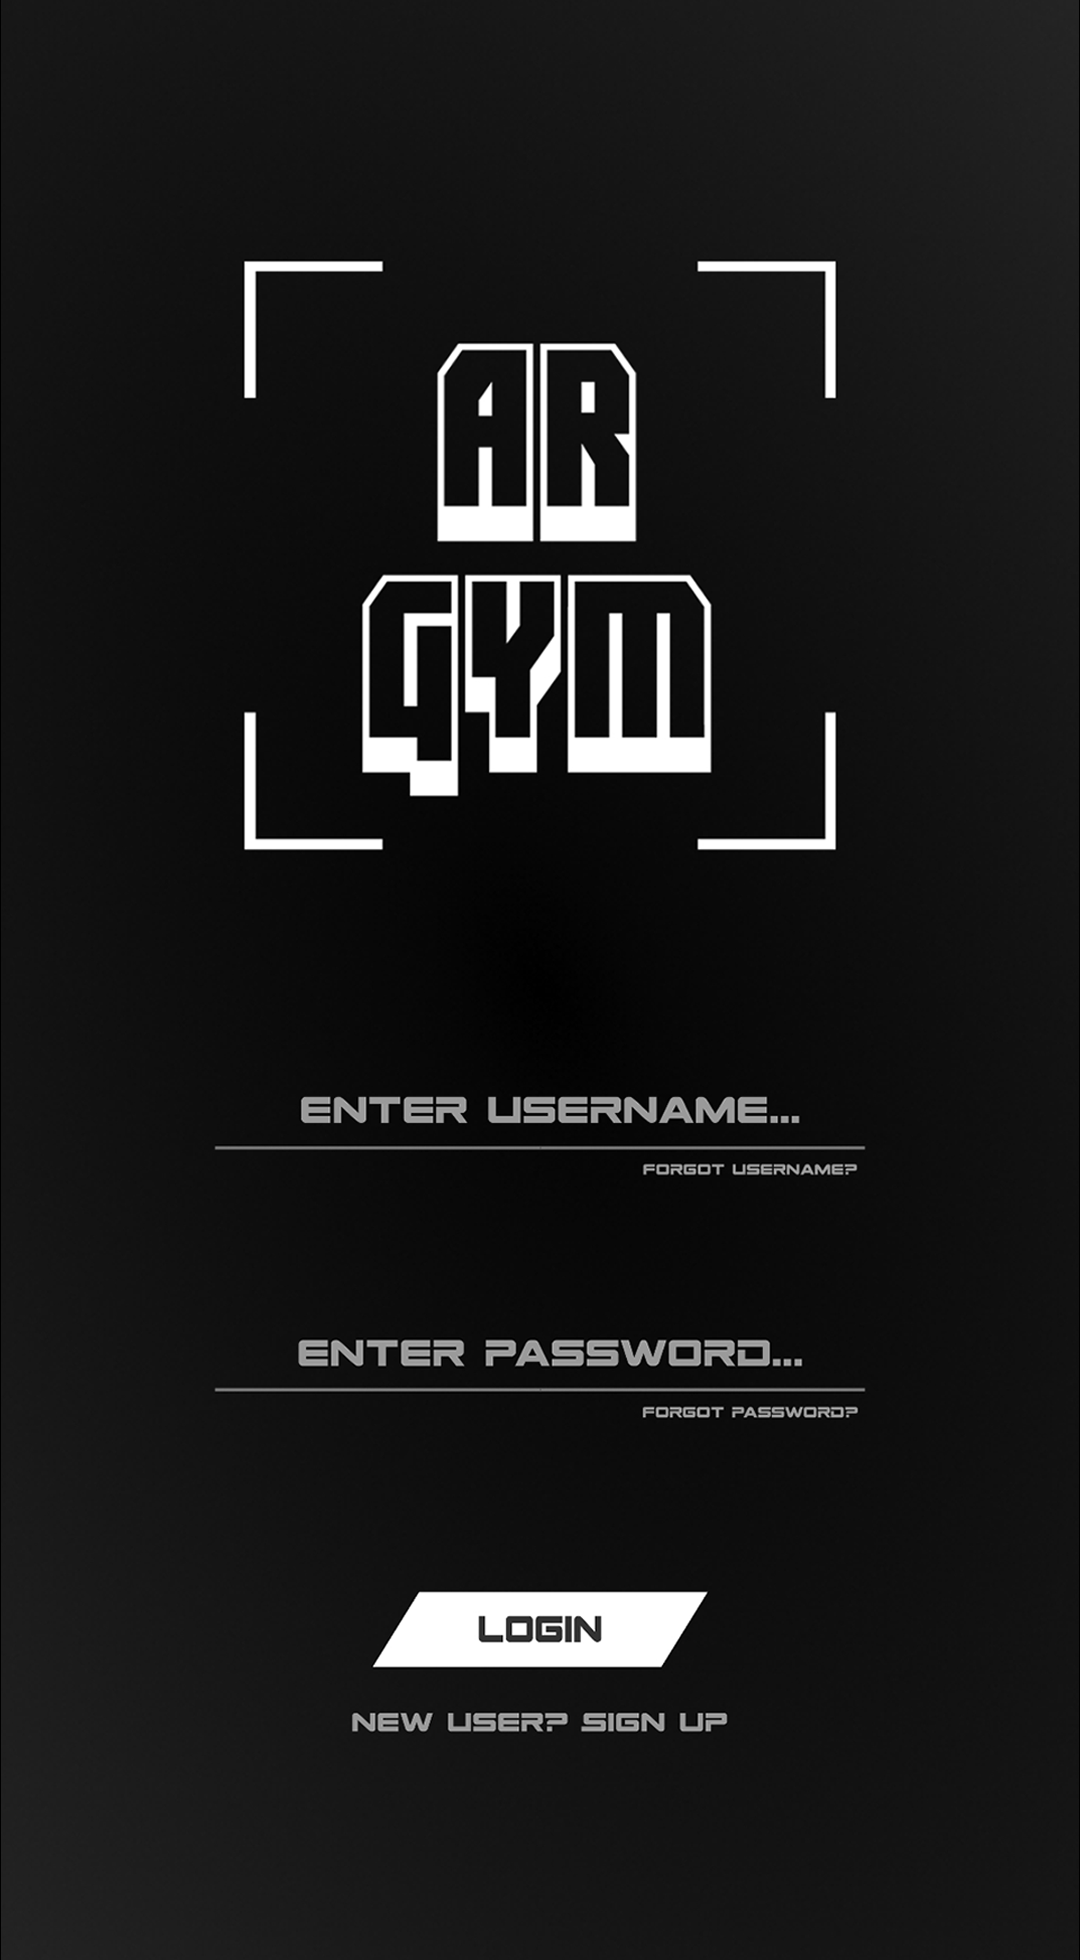 AR
GYM
ENTER USERNAME...
FORGOT USERNAME?
ENTER PASSWORD...
FORGOT PASSWORD?
LOGIN
NEW USER? SIGN UP